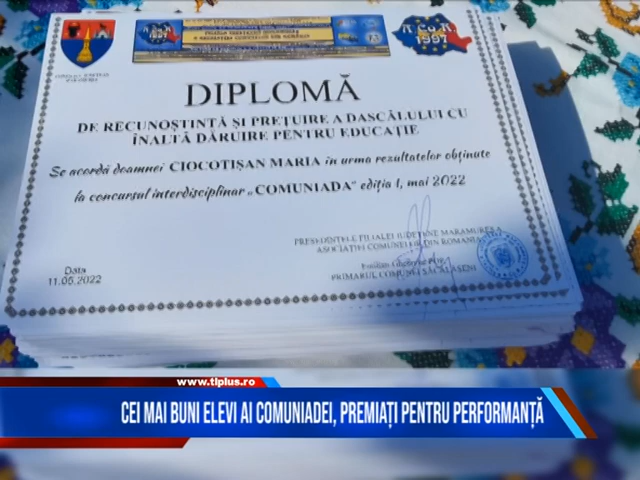 A.Co.R.
1997
DIPLOMĂ
DE RECUNOȘTINȚĂ ȘI PREȚUIRE A DASCĂLULUI CU
ÎNALTĂ DĂRUIRE PENTRU EDUCAȚIE
Se acordă doamnei CIOCOTIȘAN MARIA în urma rezultatelor obținute
la concursul interdisciplinar „COMUNIADA" ediția I, mai 2022
PREȘEDINTELE FILIALEI JUDEȚENE MARAMUREȘ A
ASOCIAȚIEI COMUNELOR DIN ROMÂNIA
PRIMARUL COMUNEI SĂCĂLĂȘENI
Data
11.05.2022
www.tlplus.ro
CEI MAI BUNI ELEVI AI COMUNIADEI, PREMIAȚI PENTRU PERFORMANȚĂ